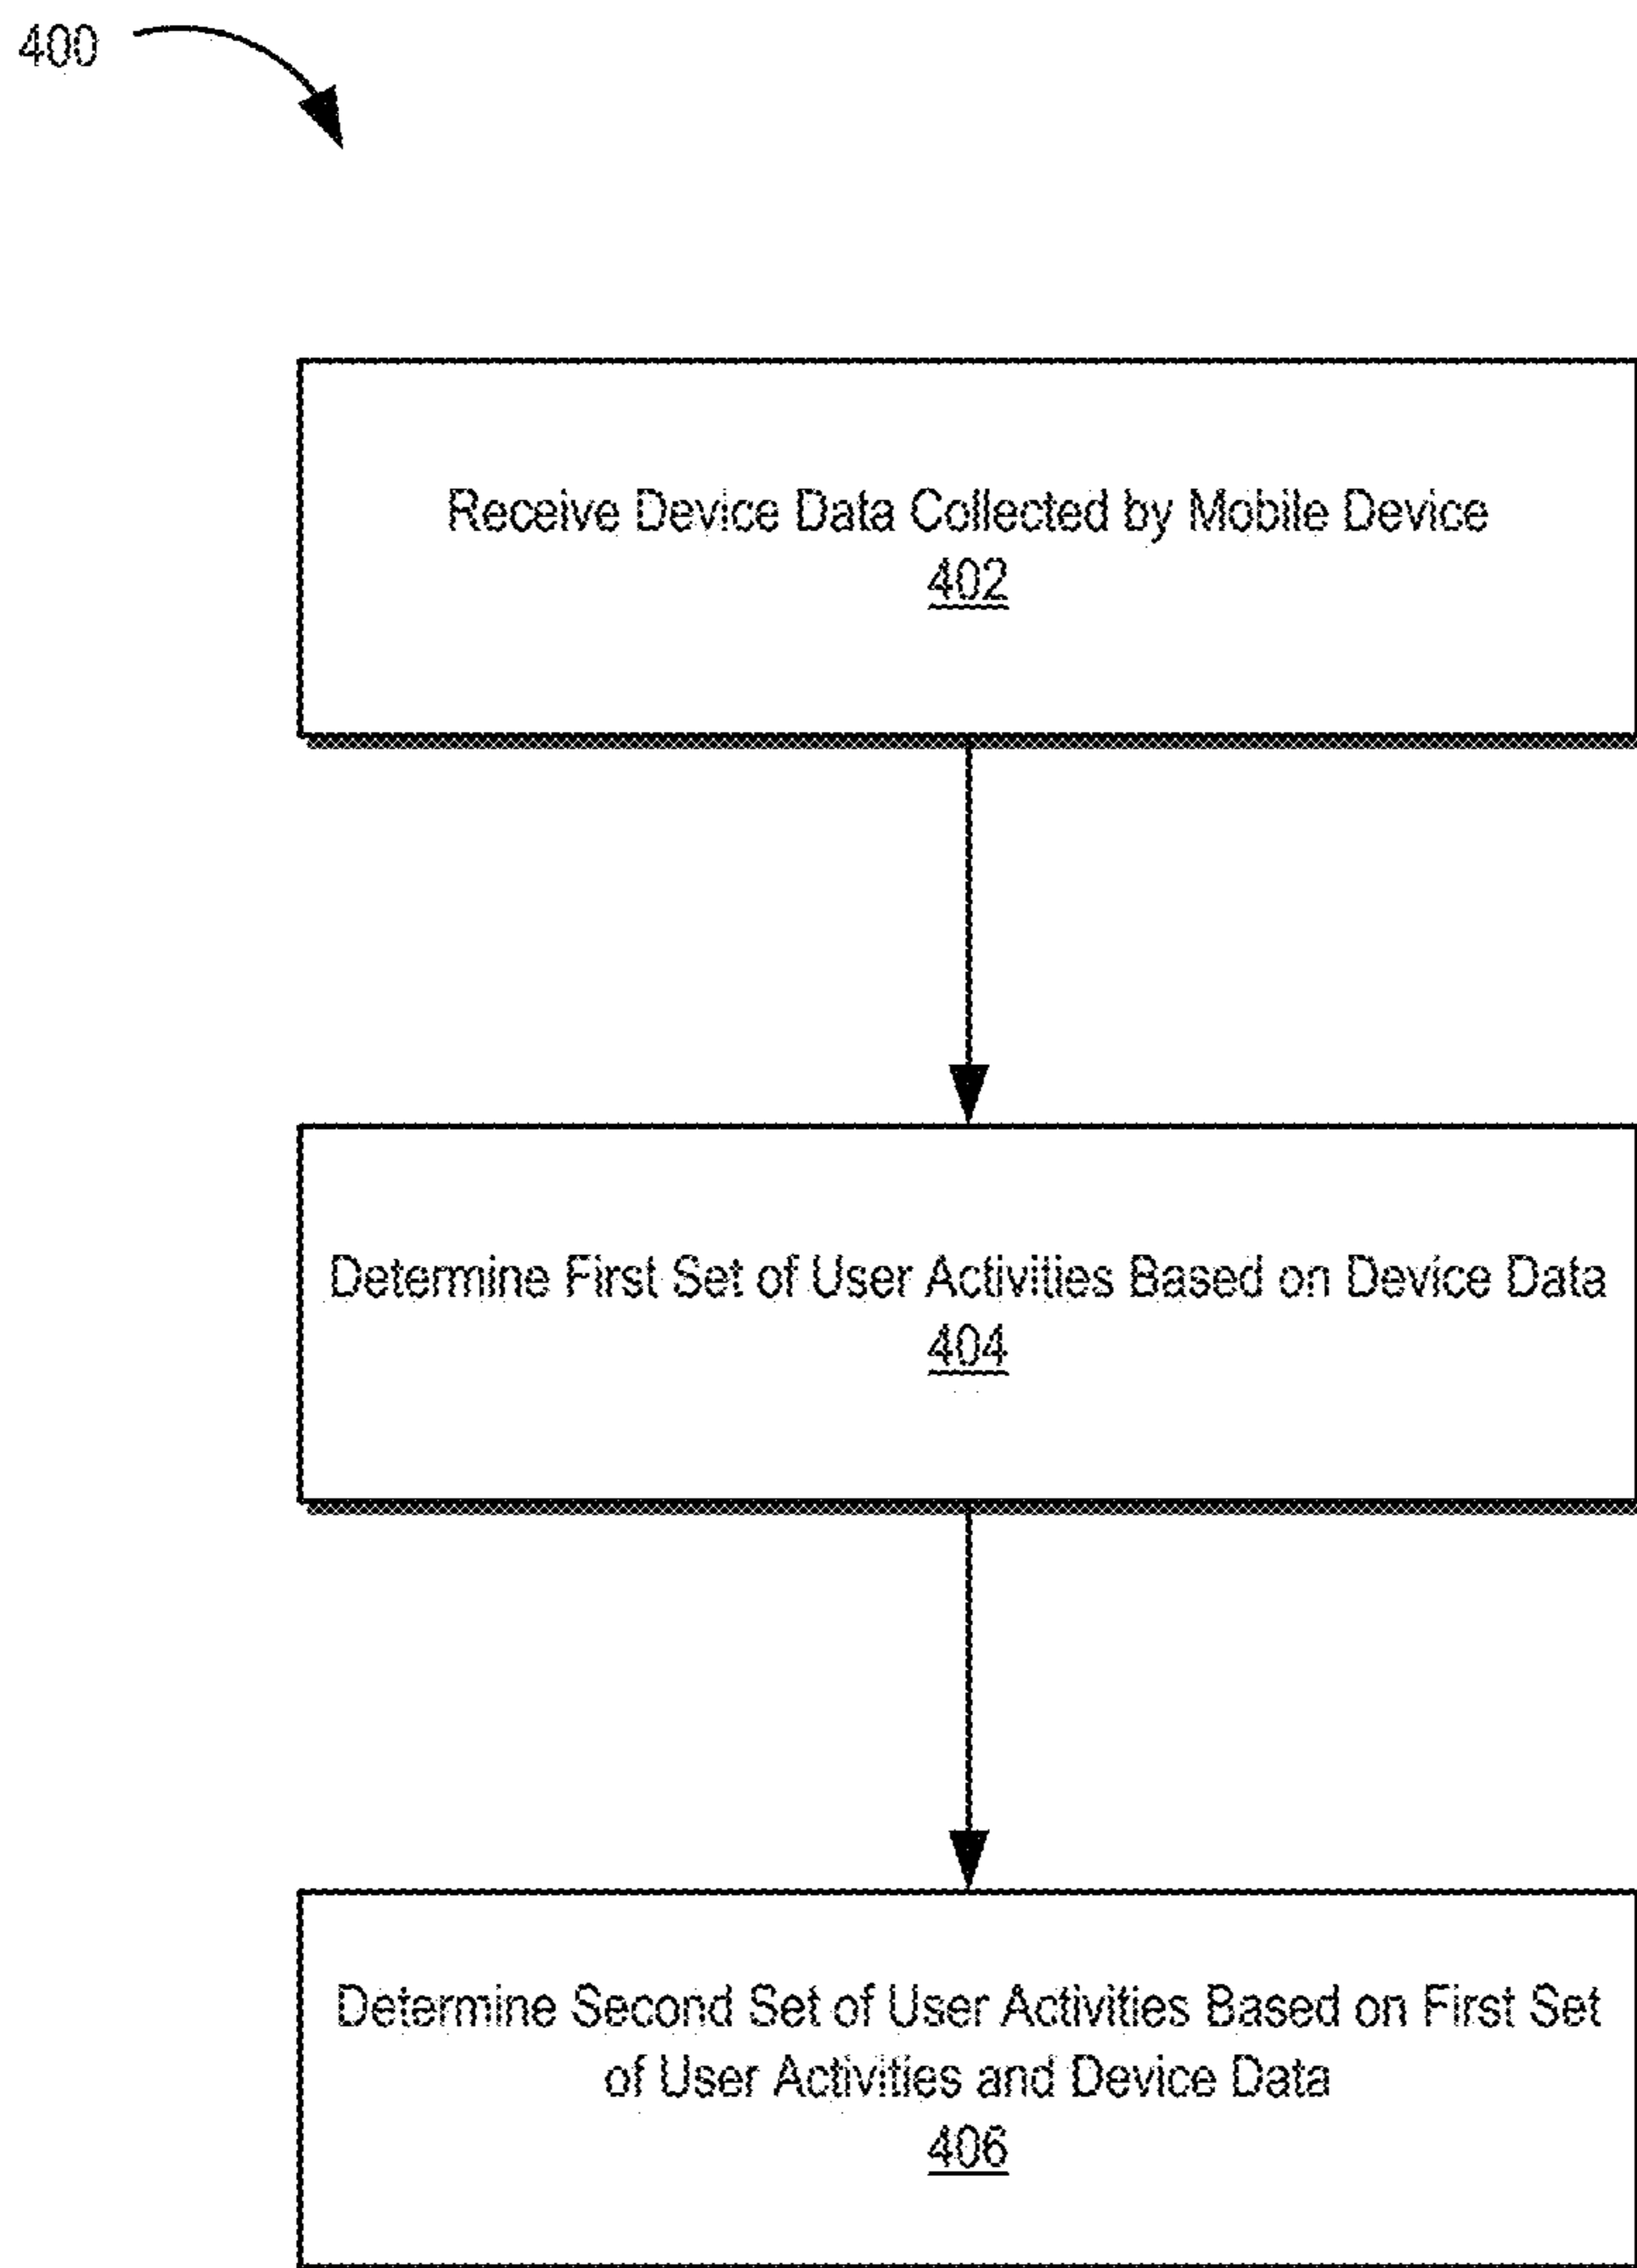 400
Receive Device Data Collected by Mobile Device
402
Determine First Set of User Activities Based on Device Data
404
Determine Second Set of User Activities Based on First Set
of User Activities and Device Data
406